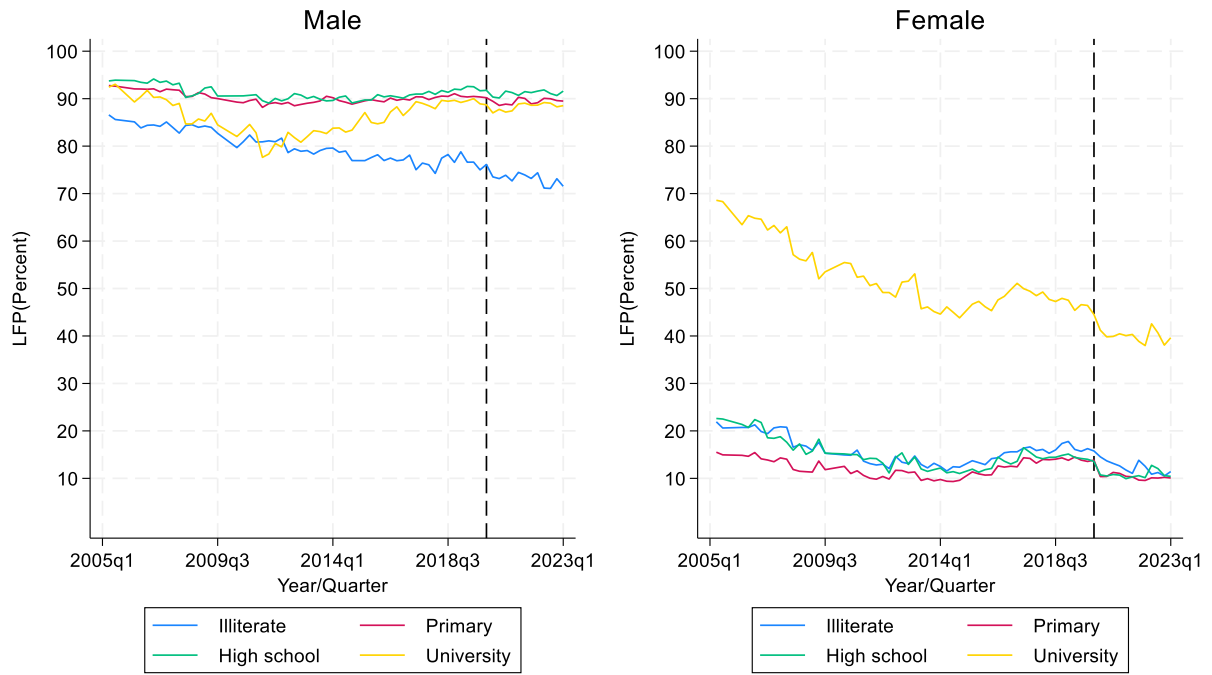 Male
LFP(Percent)
100
90
80
70
60
50
40
30
20
10
2005q1 2009q3 2014q1 2018q3 2023q1
Year/Quarter
Illiterate Primary
High school University
Female
LFP(Percent)
100
90
80
70
60
50
40
30
20
10
2005q1 2009q3 2014q1 2018q3 2023q1
Year/Quarter
Illiterate Primary
High school University